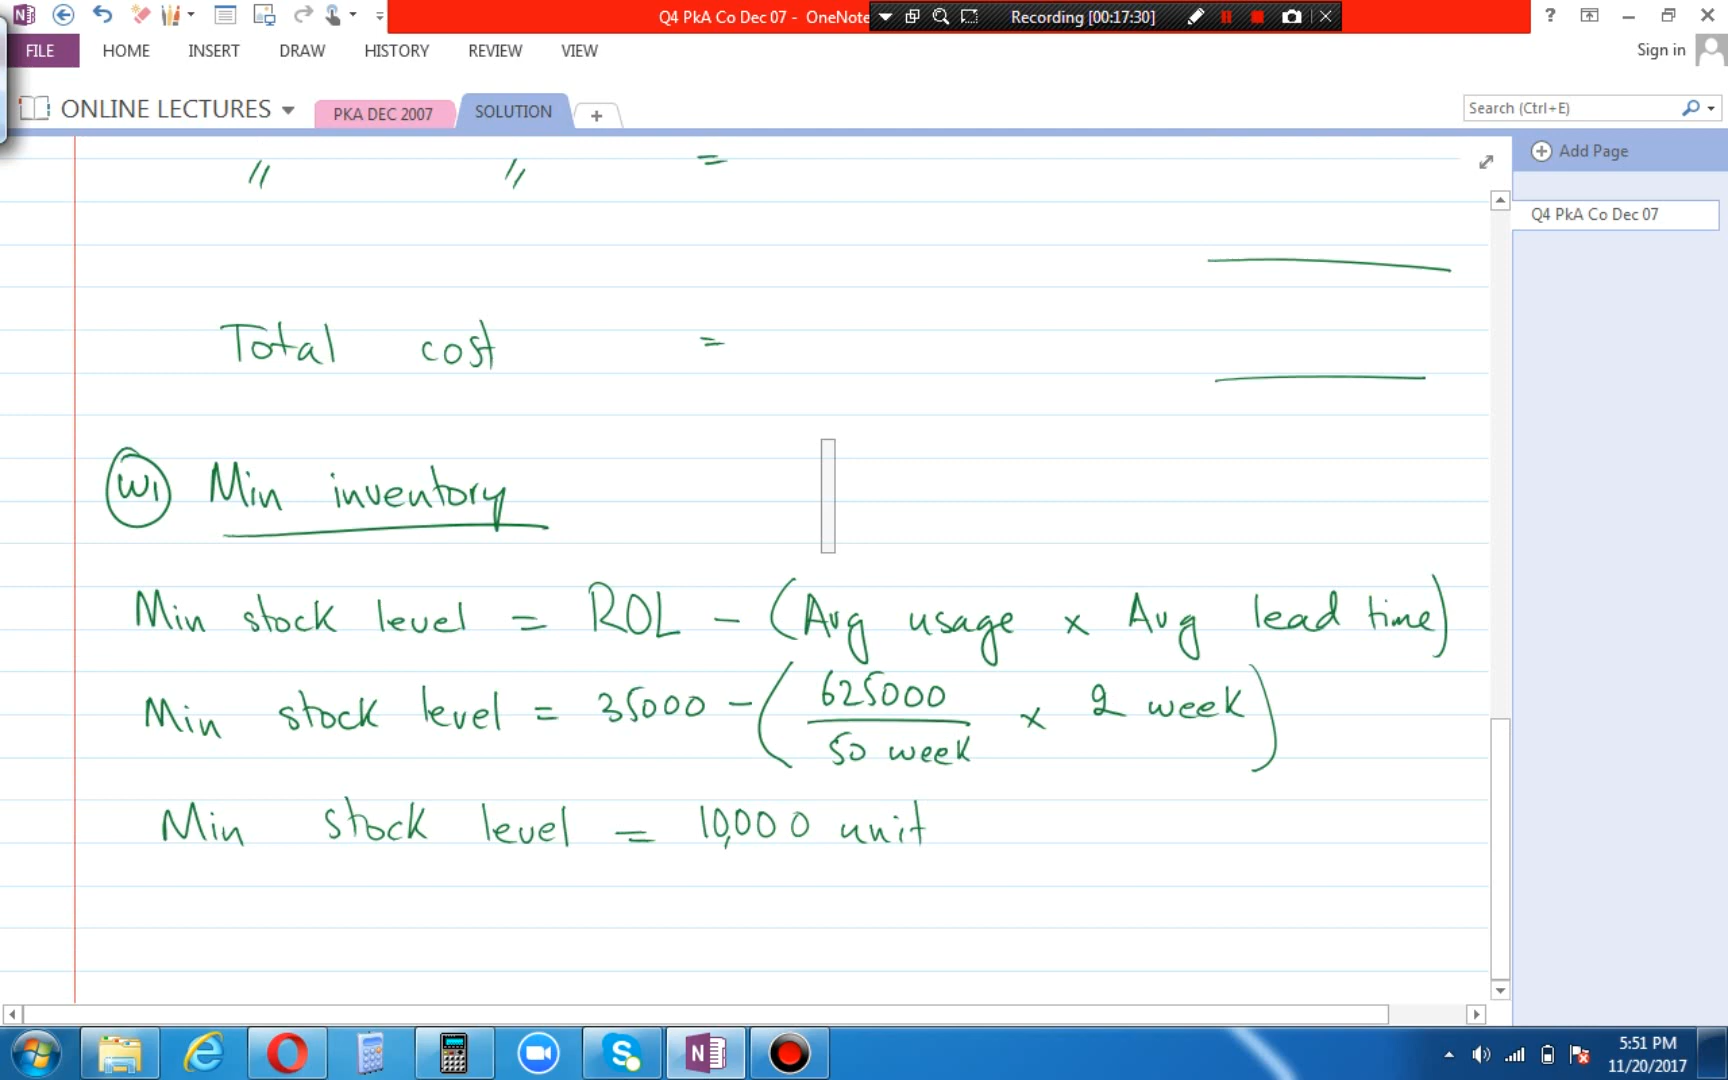 Q4 PkA Co Dec 07 - OneNote
Recording [00:17:30]
FILE HOME INSERT DRAW HISTORY REVIEW VIEW
Sign in
ONLINE LECTURES
PKA DEC 2007
SOLUTION
Search (Ctrl+E)
Add Page
Q4 PkA Co Dec 07
" " =
Total cost =
W1 Min inventory
Min stock level = ROL - (Avg usage x Avg lead time)
Min stock level = 35000 - (625000 / 50 week x 2 week)
Min stock level = 10,000 unit
5:51 PM
11/20/2017